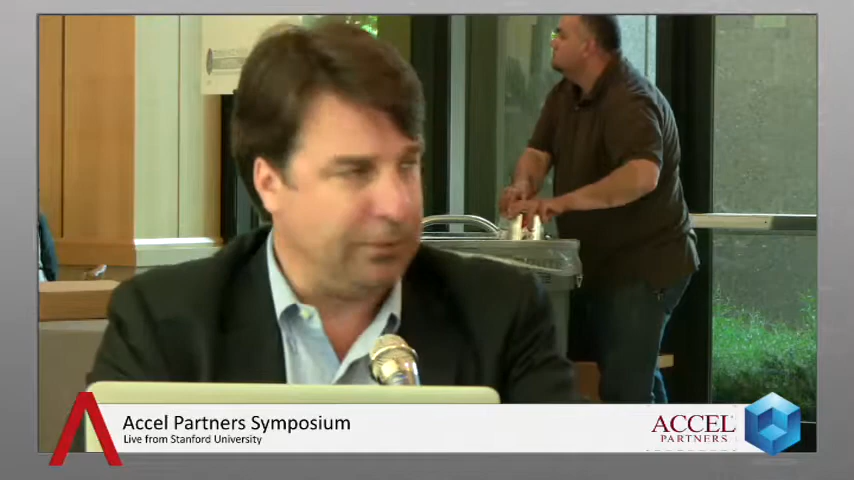 Accel Partners Symposium
Live from Stanford University
ACCEL
PARTNERS